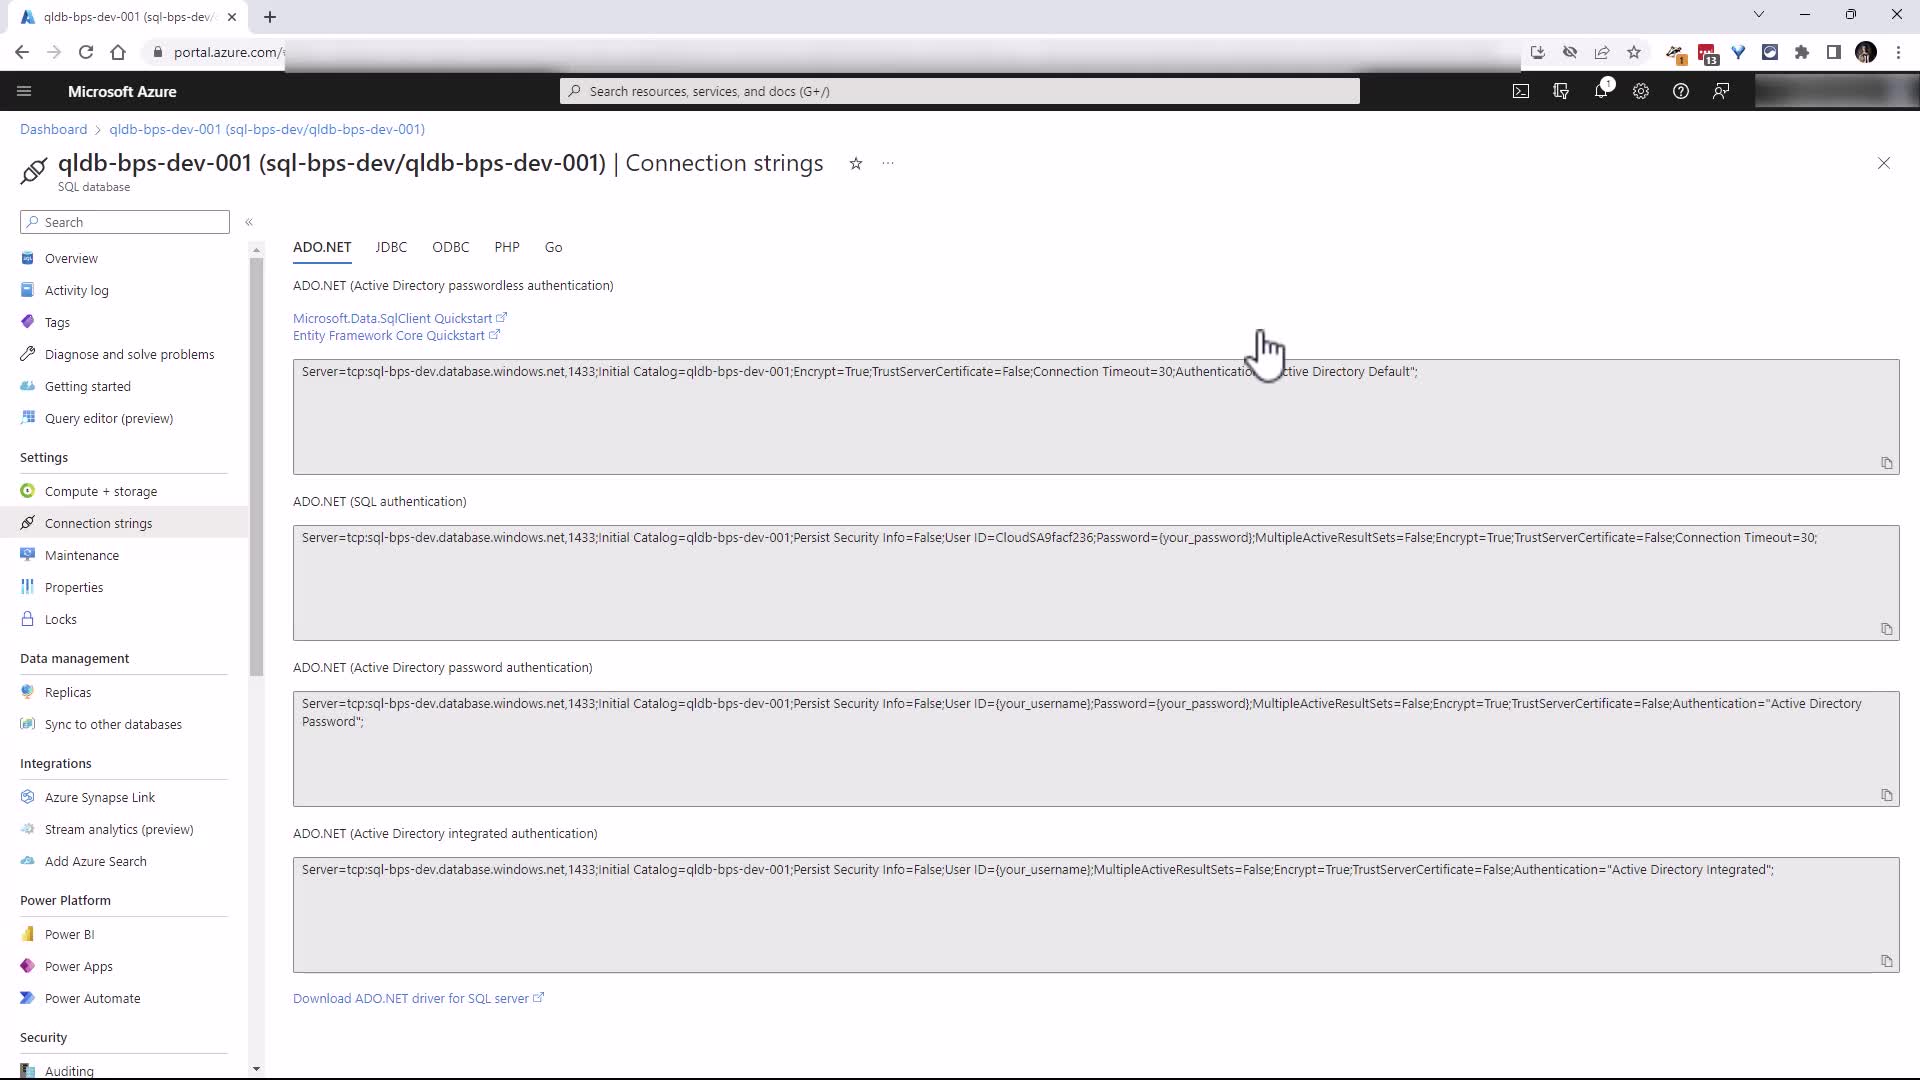 qldb-bps-dev-001 (sql-bps-dev/
portal.azure.com/
1
13
Microsoft Azure
Search resources, services, and docs (G+/)
1
Dashboard > qldb-bps-dev-001 (sql-bps-dev/qldb-bps-dev-001)
qldb-bps-dev-001 (sql-bps-dev/qldb-bps-dev-001) | Connection strings
SQL database
Search
«
Overview
Activity log
Tags
Diagnose and solve problems
Getting started
Query editor (preview)
Settings
Compute + storage
Connection strings
Maintenance
Properties
Locks
Data management
Replicas
Sync to other databases
Integrations
Azure Synapse Link
Stream analytics (preview)
Add Azure Search
Power Platform
Power BI
Power Apps
Power Automate
Security
Auditing
ADO.NET JDBC ODBC PHP Go
ADO.NET (Active Directory passwordless authentication)
Microsoft.Data.SqlClient Quickstart
Entity Framework Core Quickstart
Server=tcp:sql-bps-dev.database.windows.net,1433;Initial Catalog=qldb-bps-dev-001;Encrypt=True;TrustServerCertificate=False;Connection Timeout=30; Directory Default";
ADO.NET (SQL authentication)
Server=tcp:sql-bps-dev.database.windows.net,1433;Initial Catalog=qldb-bps-dev-001;Persist Security Info=False;User ID=CloudSA9facf236;Password={your_password};MultipleActiveResultSets=False;Encrypt=True;TrustServerCertificate=False;Connection Timeout=30;
ADO.NET (Active Directory password authentication)
Server=tcp:sql-bps-dev.database.windows.net,1433;Initial Catalog=qldb-bps-dev-001;Persist Security Info=False;User ID={your_username};Password={your_password};MultipleActiveResultSets=False;Encrypt=True;TrustServerCertificate=False;Authentication="Active Directory
Password";
ADO.NET (Active Directory integrated authentication)
Server=tcp:sql-bps-dev.database.windows.net,1433;Initial Catalog=qldb-bps-dev-001;Persist Security Info=False;User ID={your_username};MultipleActiveResultSets=False;Encrypt=True;TrustServerCertificate=False;Authentication="Active Directory Integrated";
Download ADO.NET driver for SQL server